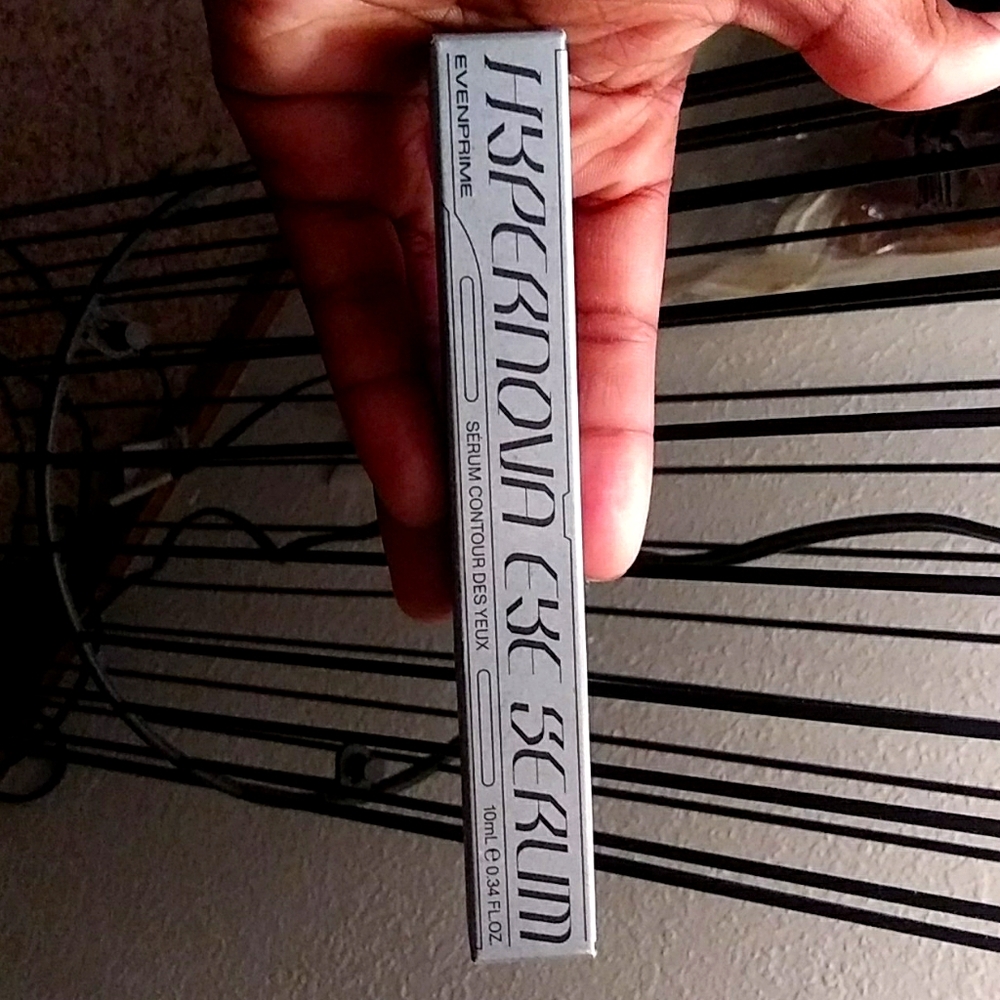 HYPERNOVA EYE SERUM
EVENPRIME
SÉRUM CONTOUR DES YEUX
10mL ℮ 0.34 FL.OZ.